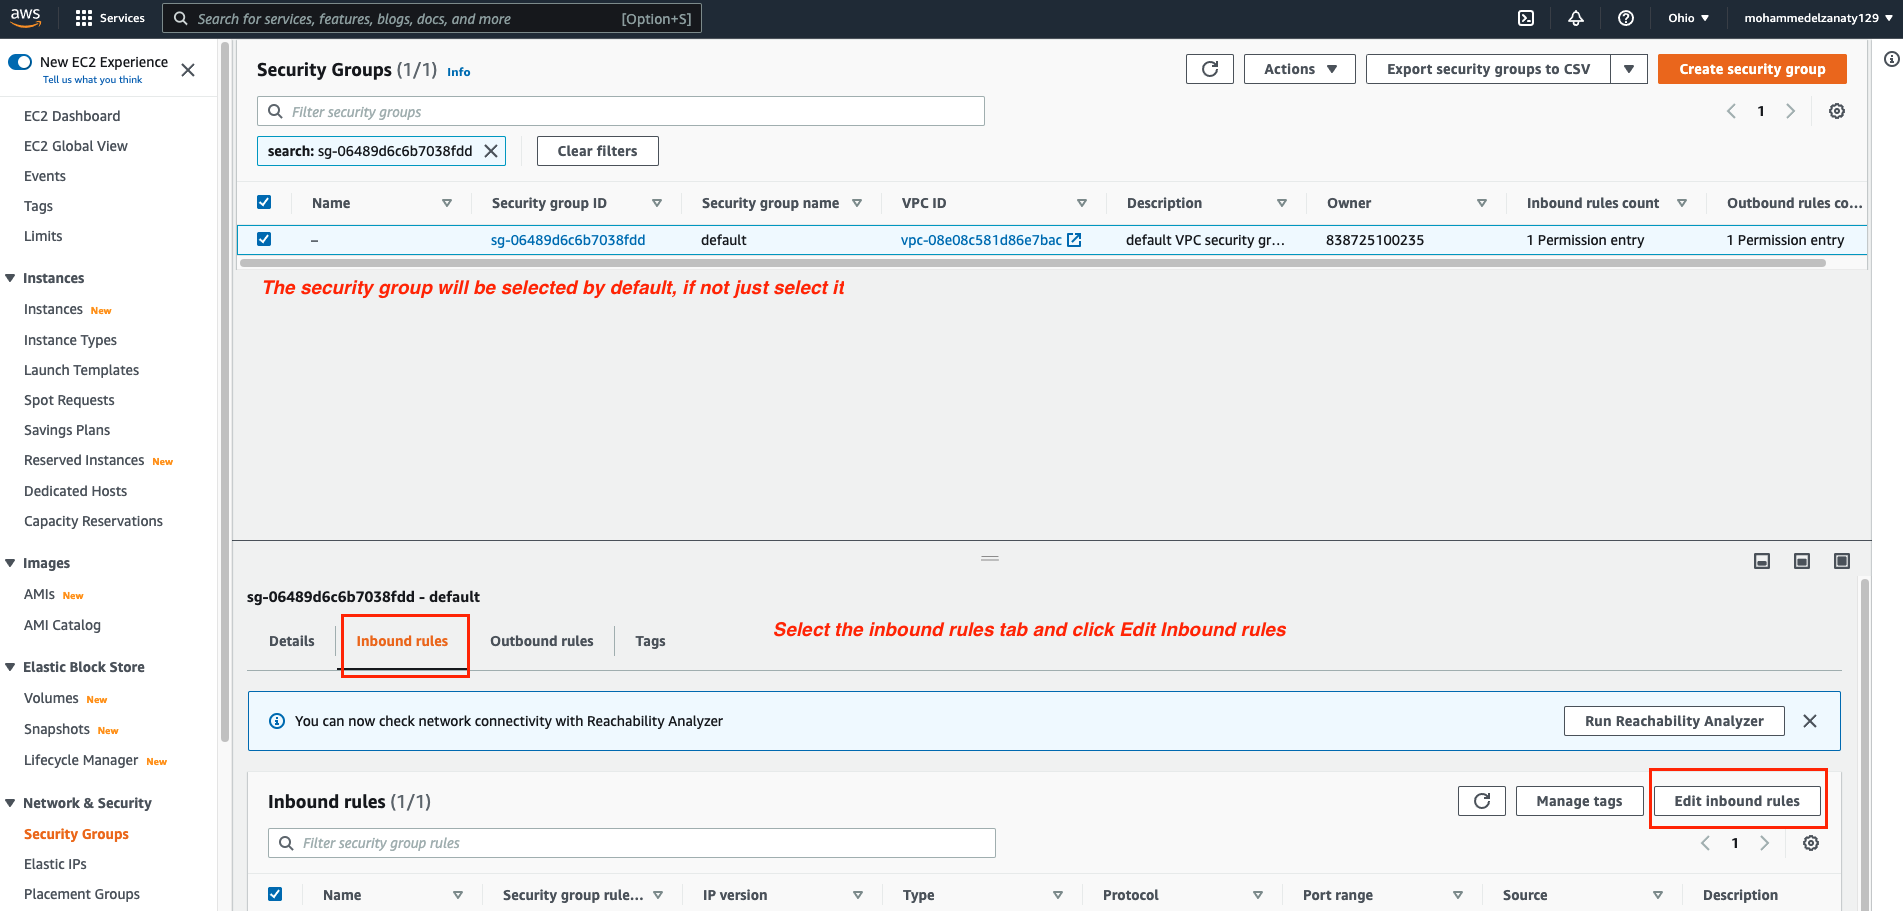 aws
Services
Search for services, features, blogs, docs, and more
[Option+S]
Ohio
mohammedelzanaty129
New EC2 Experience
Tell us what you think
EC2 Dashboard
EC2 Global View
Events
Tags
Limits
Instances
Instances New
Instance Types
Launch Templates
Spot Requests
Savings Plans
Reserved Instances New
Dedicated Hosts
Capacity Reservations
Images
AMIs New
AMI Catalog
Elastic Block Store
Volumes New
Snapshots New
Lifecycle Manager New
Network & Security
Security Groups
Elastic IPs
Placement Groups
Security Groups (1/1) Info
Actions
Export security groups to CSV
Create security group
Filter security groups
1
search: sg-06489d6c6b7038fdd
Clear filters
Name Security group ID Security group name VPC ID Description Owner Inbound rules count Outbound rules co...
– sg-06489d6c6b7038fdd default vpc-08e08c581d86e7bac default VPC security gr... 838725100235 1 Permission entry 1 Permission entry
The security group will be selected by default, if not just select it
sg-06489d6c6b7038fdd - default
Details
Inbound rules
Outbound rules
Tags
Select the inbound rules tab and click Edit Inbound rules
You can now check network connectivity with Reachability Analyzer
Run Reachability Analyzer
Inbound rules (1/1)
Manage tags
Edit inbound rules
Filter security group rules
1
Name Security group rule... IP version Type Protocol Port range Source Description